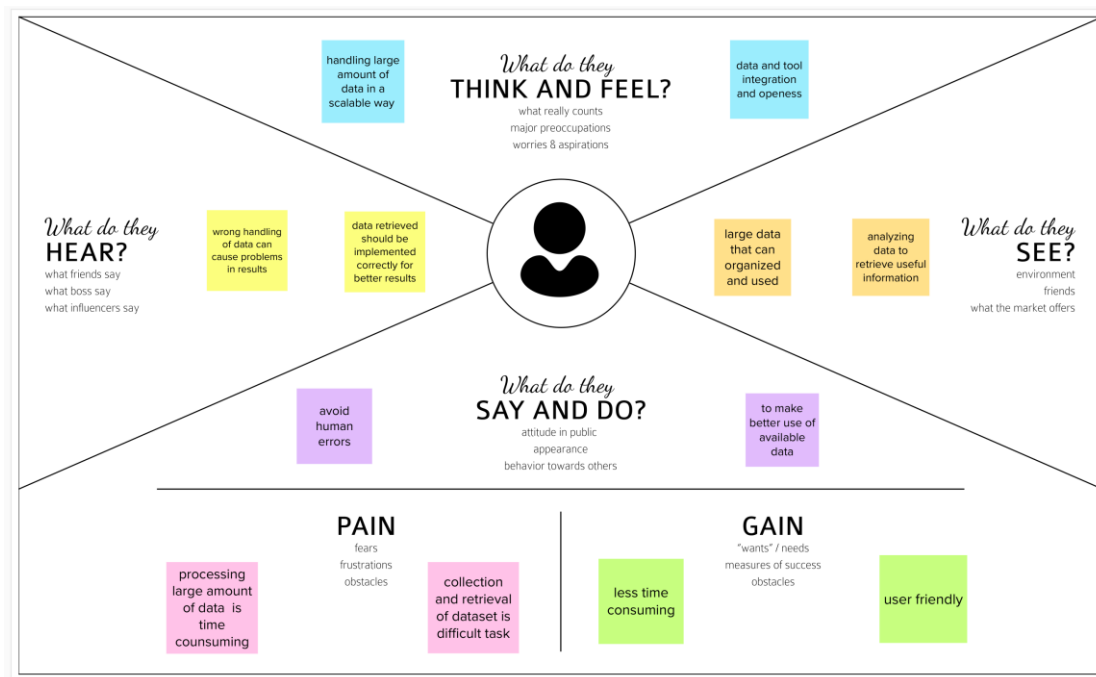 handling large
amount of
data in a
scalable way
What do they
THINK AND FEEL?
what really counts
major preoccupations
worries & aspirations
data and tool
integration
and openess
What do they
HEAR?
what friends say
what boss say
what influencers say
wrong handling
of data can
cause problems
in results
data retrieved
should be
implemented
correctly for
better results
large data
that can
organized
and used
analyzing
data to
retrieve useful
information
What do they
SEE?
environment
friends
what the market offers
avoid
human
errors
What do they
SAY AND DO?
attitude in public
appearance
behavior towards others
to make
better use of
available
data
PAIN
fears
frustrations
obstacles
processing
large amount
of data is
time
counsuming
collection
and retrieval
of dataset is
difficult task
GAIN
"wants" / needs
measures of success
obstacles
less time
consuming
user friendly